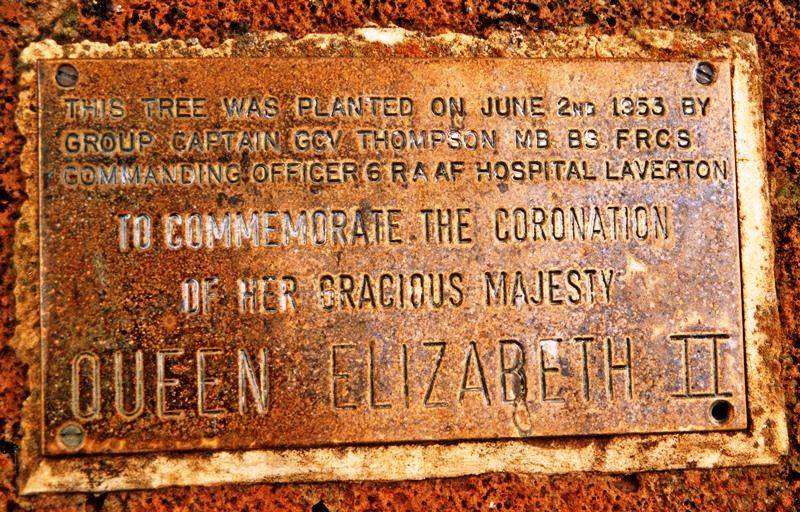 THIS TREE WAS PLANTED ON JUNE 2ND 1953 BY
GROUP CAPTAIN GCV THOMPSON MB BS FRCS
COMMANDING OFFICER 6 RAAF HOSPITAL LAVERTON
TO COMMEMORATE THE CORONATION
OF HER GRACIOUS MAJESTY
QUEEN ELIZABETH II